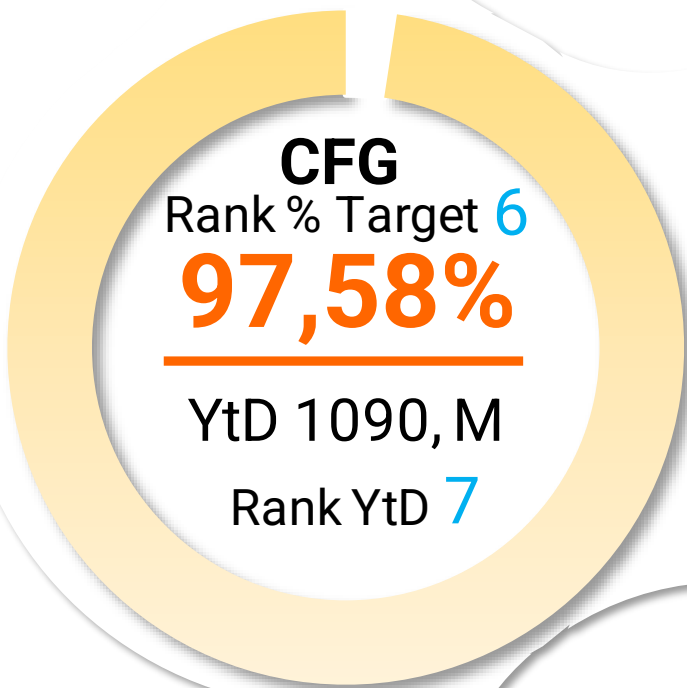 CFG
Rank % Target 6
97,58%
YtD 1090, M
Rank YtD 7